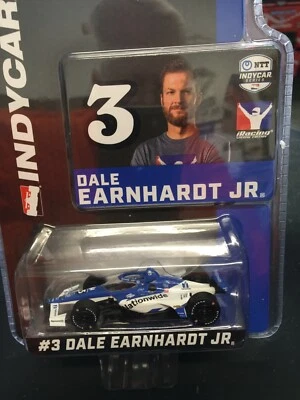 INDYCAR
3
NTT
INDYCAR
SERIES
iRacing
DALE
EARNHARDT JR.
Nationwide
#3 DALE EARNHARDT JR.